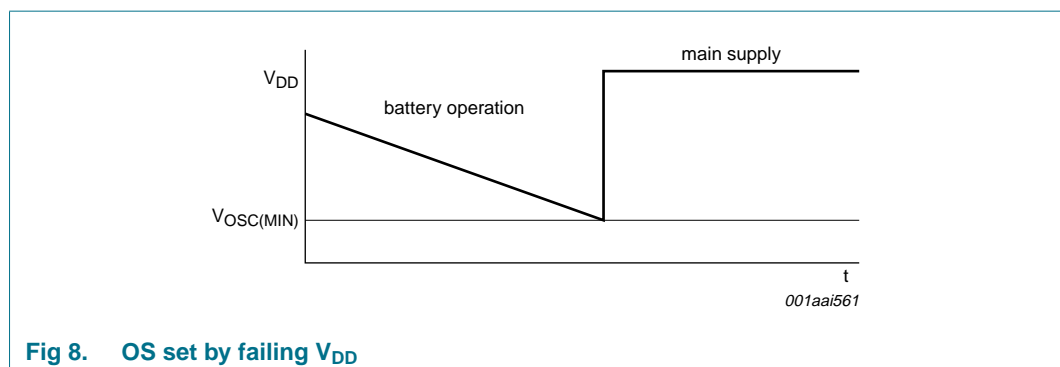 main supply
VDD
battery operation
VOSC(MIN)
t
001aai561
Fig 8. OS set by failing VDD